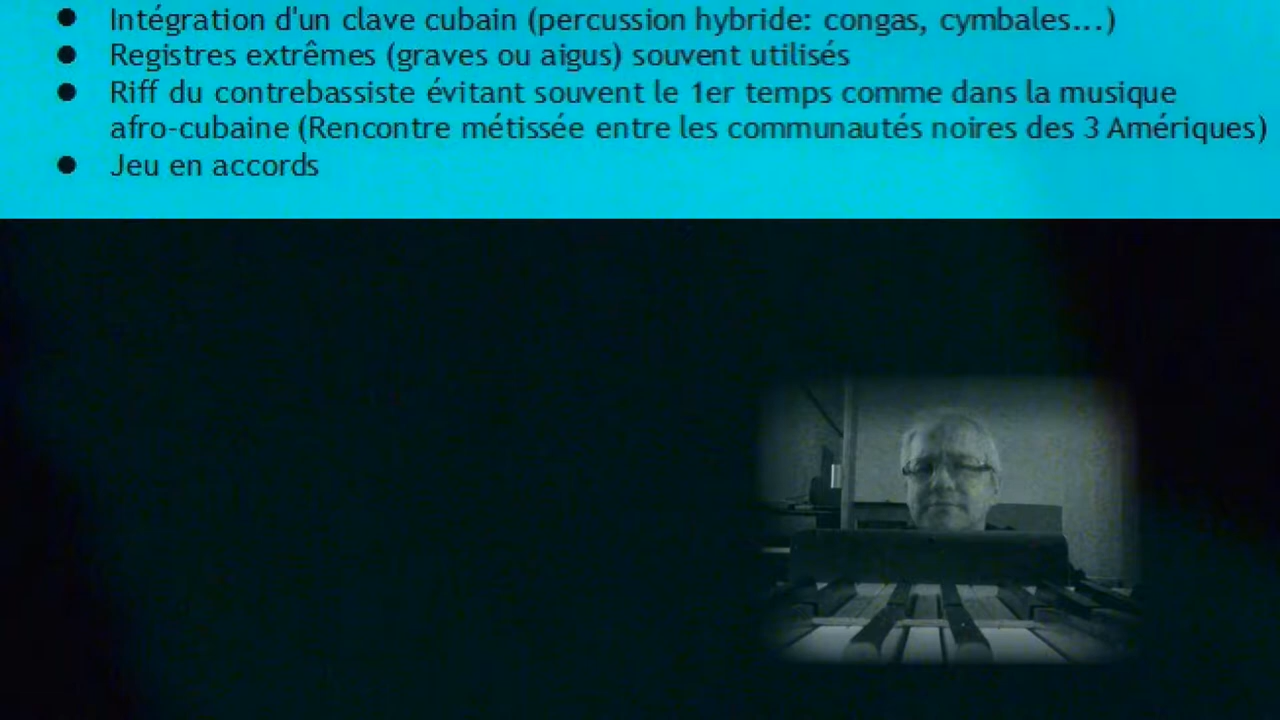 ● Intégration d'un clave cubain (percussion hybride: congas, cymbales...)
● Registres extrêmes (graves ou aigus) souvent utilisés
● Riff du contrebassiste évitant souvent le 1er temps comme dans la musique
afro-cubaine (Rencontre métissée entre les communautés noires des 3 Amériques)
● Jeu en accords